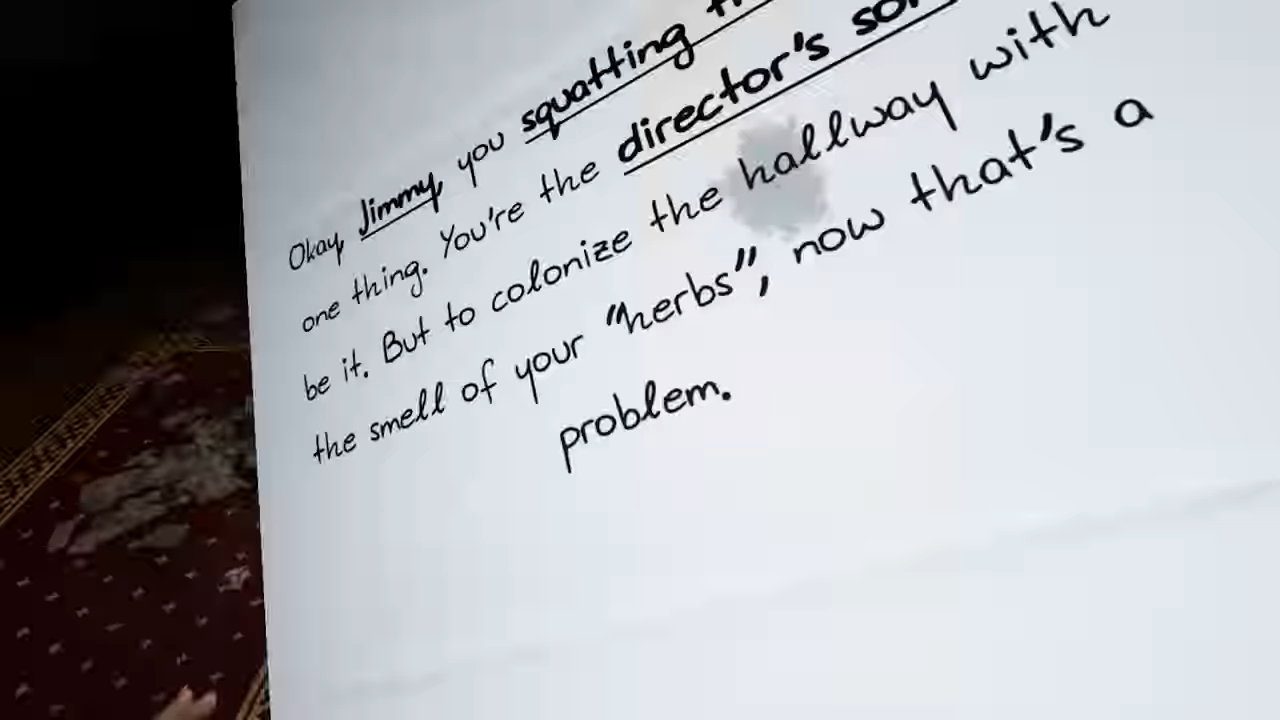 Okay, Jimmy, you squatting
one thing. You're the director's
be it. But to colonize the hallway with
the smell of your "herbs", now that's a
problem.